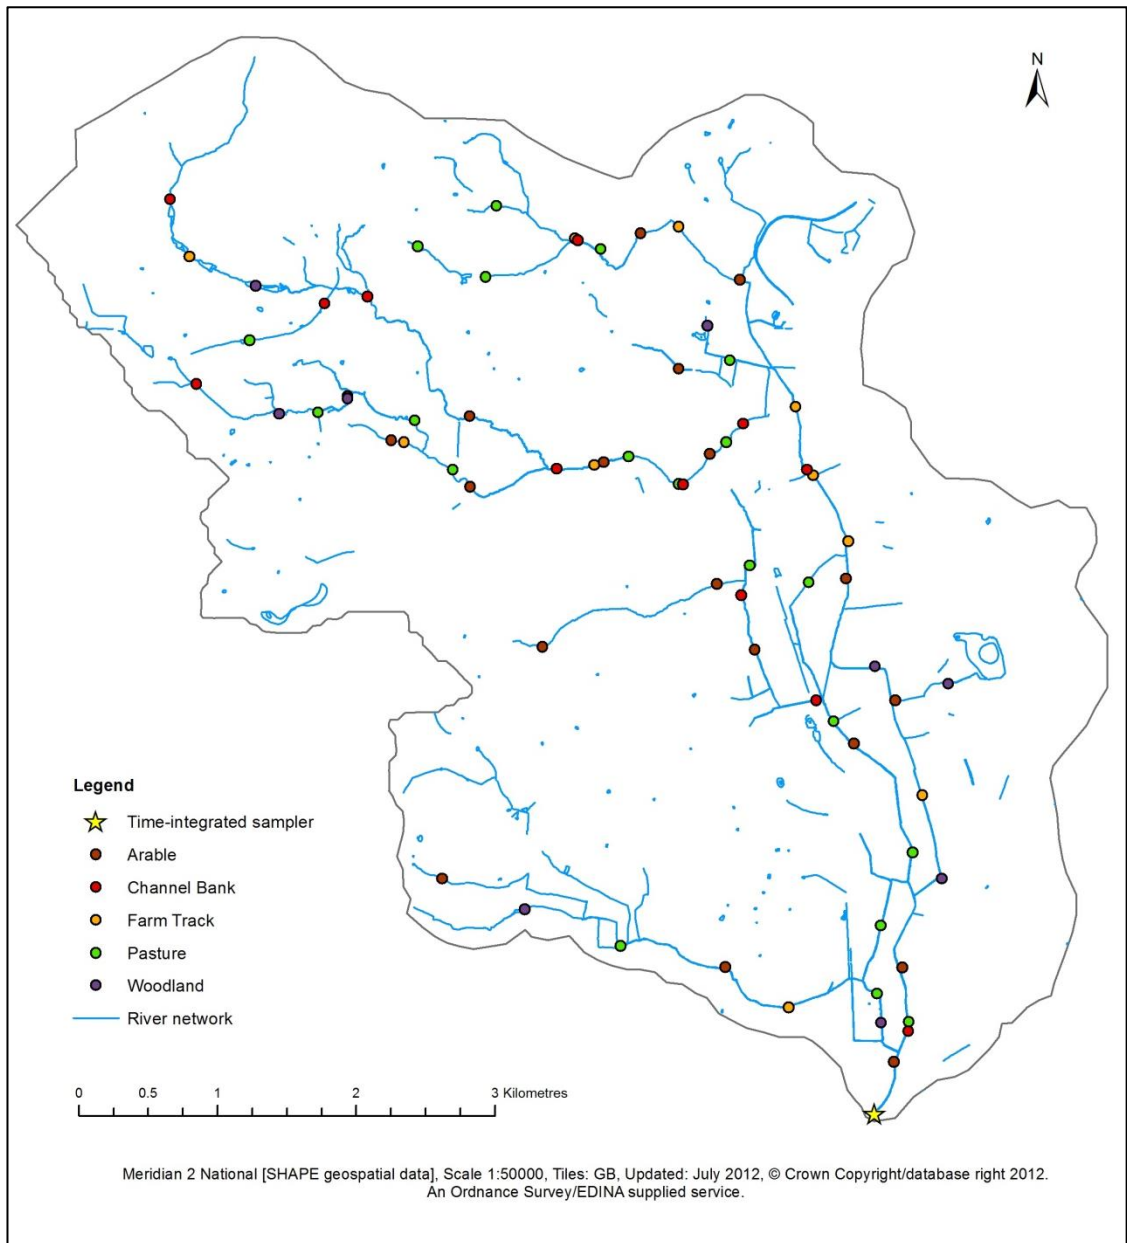 N
Legend
Time-integrated sampler
Arable
Channel Bank
Farm Track
Pasture
Woodland
River network
0 0.5 1 2 3 Kilometres
Meridian 2 National [SHAPE geospatial data], Scale 1:50000, Tiles: GB, Updated: July 2012, © Crown Copyright/database right 2012.
An Ordnance Survey/EDINA supplied service.